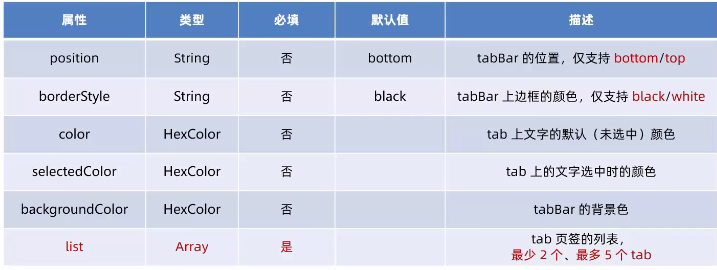 属性 类型 必填 默认值 描述
position String 否 bottom tabBar 的位置，仅支持 bottom/top
borderStyle String 否 black tabBar 上边框的颜色，仅支持 black/white
color HexColor 否 tab 上文字的默认（未选中）颜色
selectedColor HexColor 否 tab 上的文字选中时的颜色
backgroundColor HexColor 否 tabBar 的背景色
list Array 是 tab 页签的列表，
最少 2 个、最多 5 个 tab